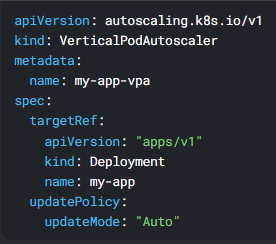 apiVersion: autoscaling.k8s.io/v1
kind: VerticalPodAutoscaler
metadata:
  name: my-app-vpa
spec:
  targetRef:
    apiVersion: "apps/v1"
    kind: Deployment
    name: my-app
  updatePolicy:
    updateMode: "Auto"